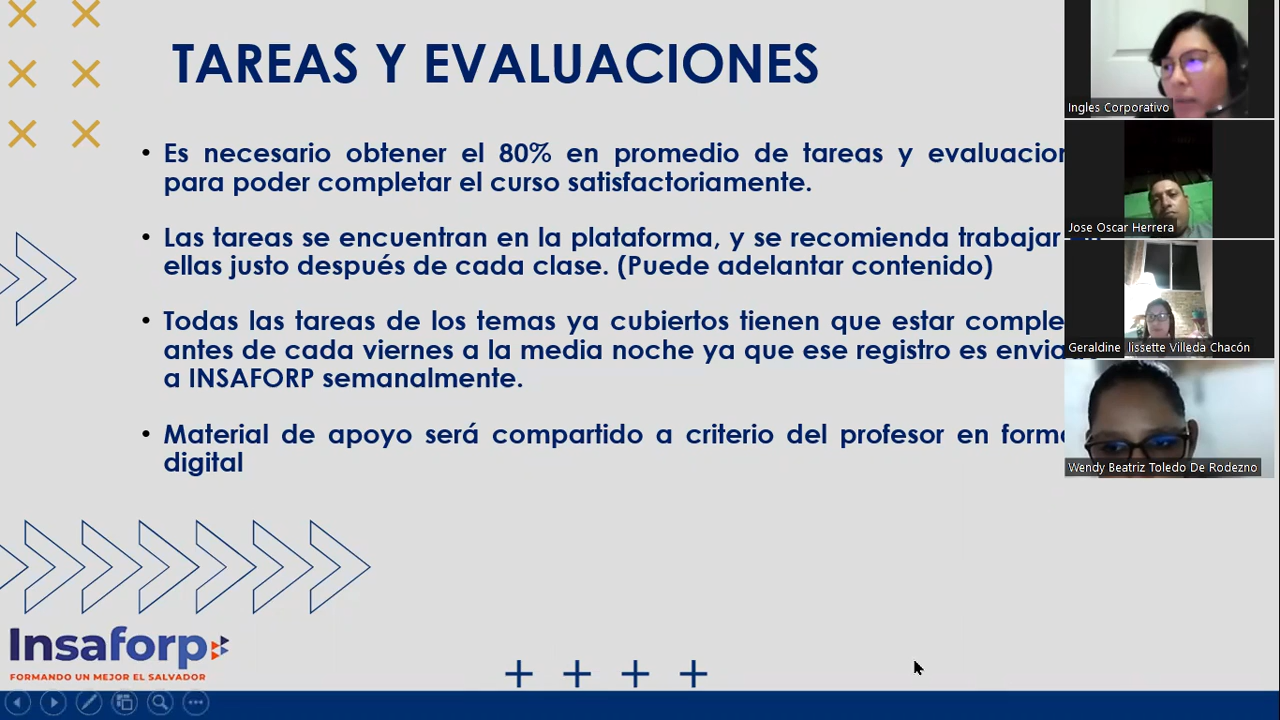 TAREAS Y EVALUACIONES
• Es necesario obtener el 80% en promedio de tareas y evaluacion
para poder completar el curso satisfactoriamente.
• Las tareas se encuentran en la plataforma, y se recomienda trabajar
ellas justo después de cada clase. (Puede adelantar contenido)
• Todas las tareas de los temas ya cubiertos tienen que estar comple
antes de cada viernes a la media noche ya que ese registro es envia
a INSAFORP semanalmente.
• Material de apoyo será compartido a criterio del profesor en forma
digital
Insaforp
FORMANDO UN MEJOR EL SALVADOR
Ingles Corporativo
Jose Oscar Herrera
Geraldine lissette Villeda Chacón
Wendy Beatriz Toledo De Rodezno